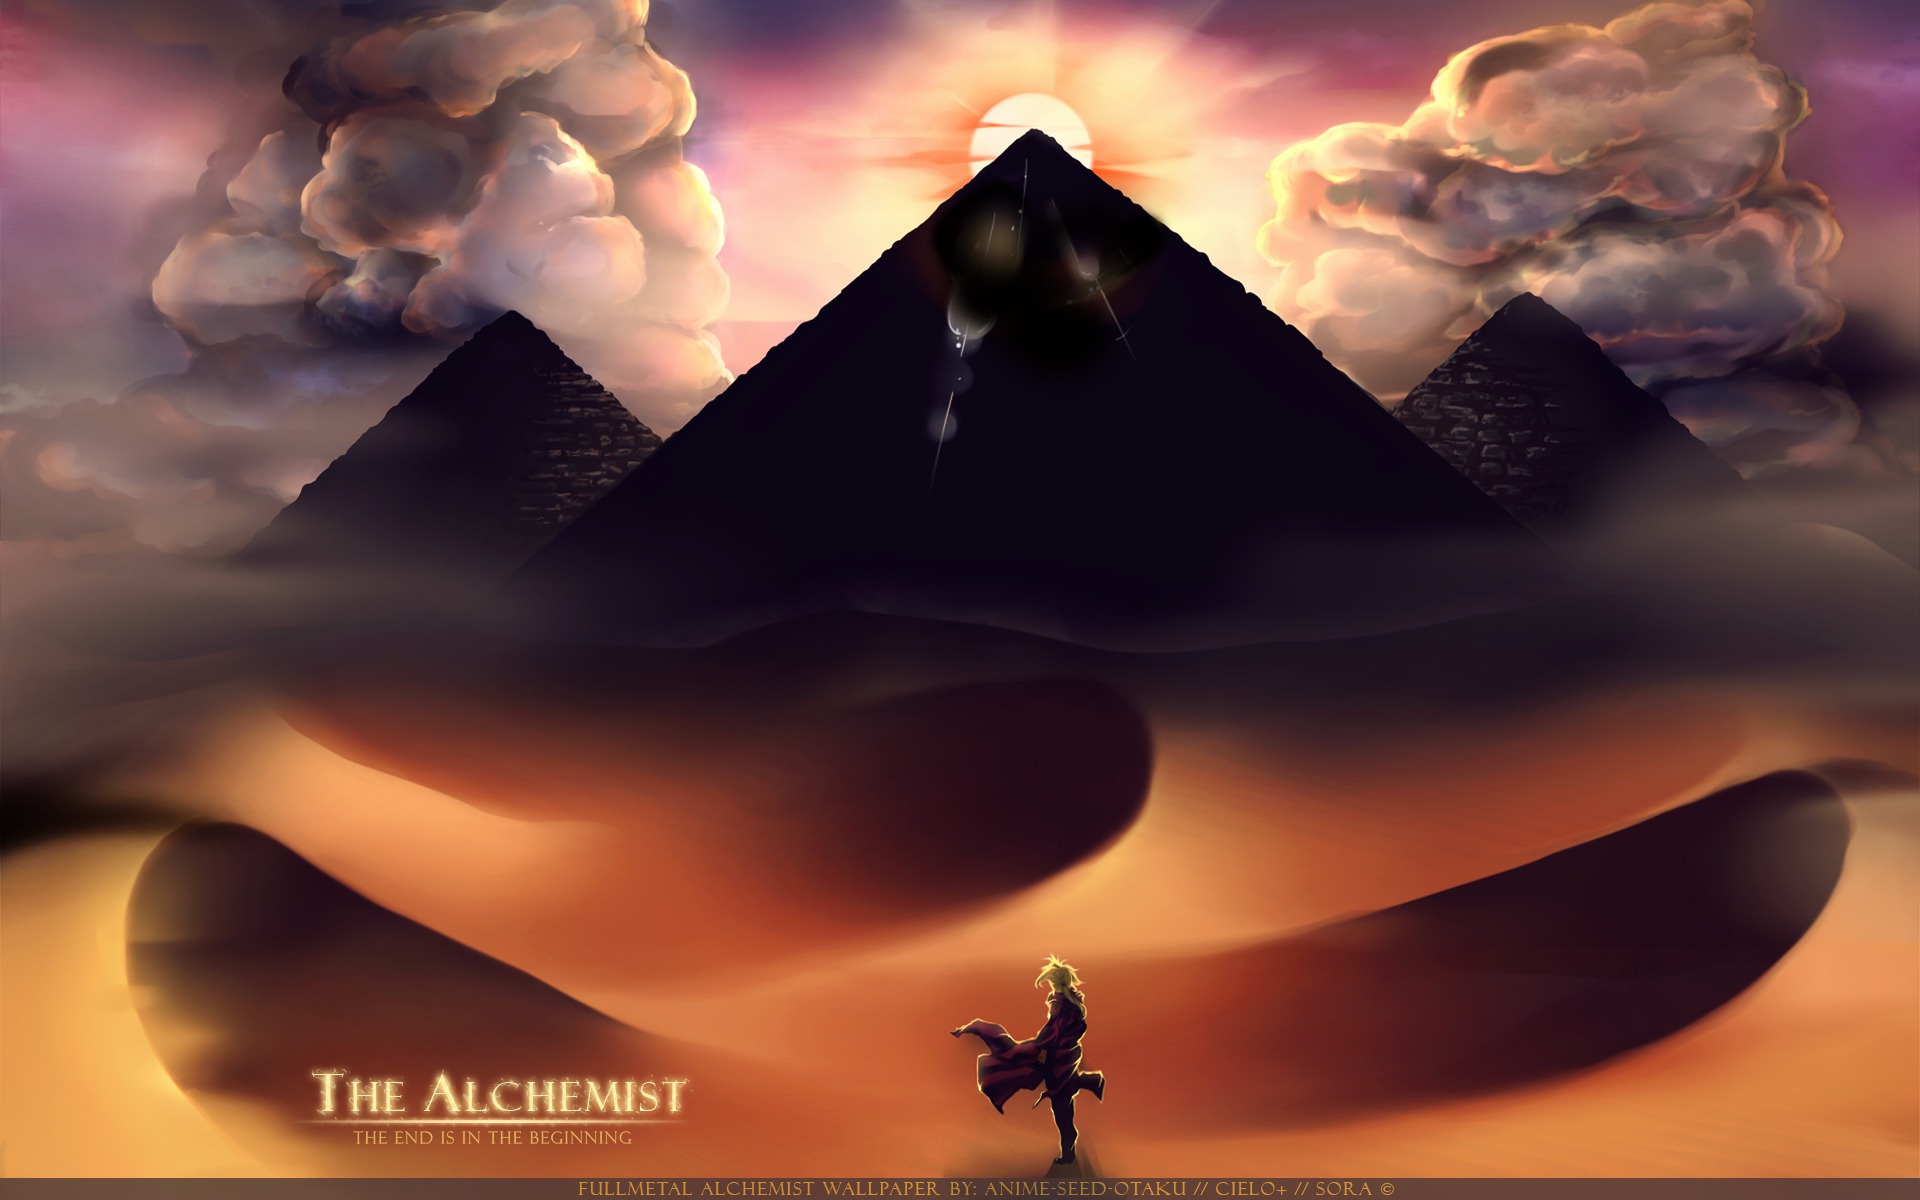 The Alchemist
THE END IS IN THE BEGINNING
FULLMETAL ALCHEMIST WALLPAPER BY: ANIME-SEED-OTAKU // CIELO+ // SORA ©